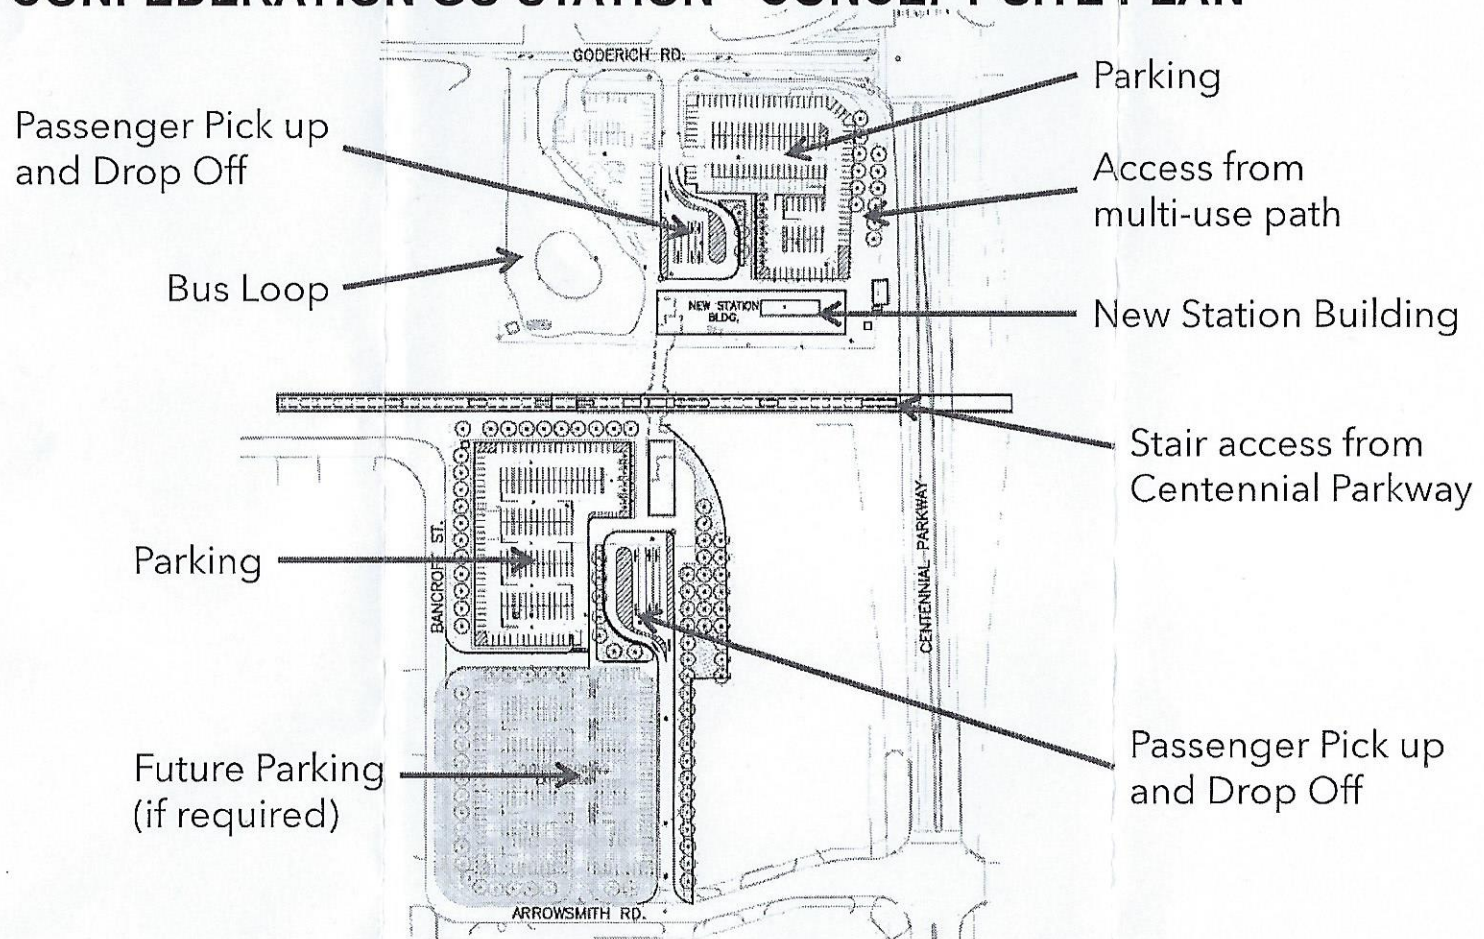 CONFEDERATION GO STATION - CONCEPT SITE PLAN
GODERICH RD.
Passenger Pick up
and Drop Off
Bus Loop
Parking
Access from
multi-use path
NEW STATION
BLDG.
New Station Building
Stair access from
Centennial Parkway
CENTENNIAL PARKWAY
BANCROFT ST.
Parking
Future Parking
(if required)
Passenger Pick up
and Drop Off
ARROWSMITH RD.